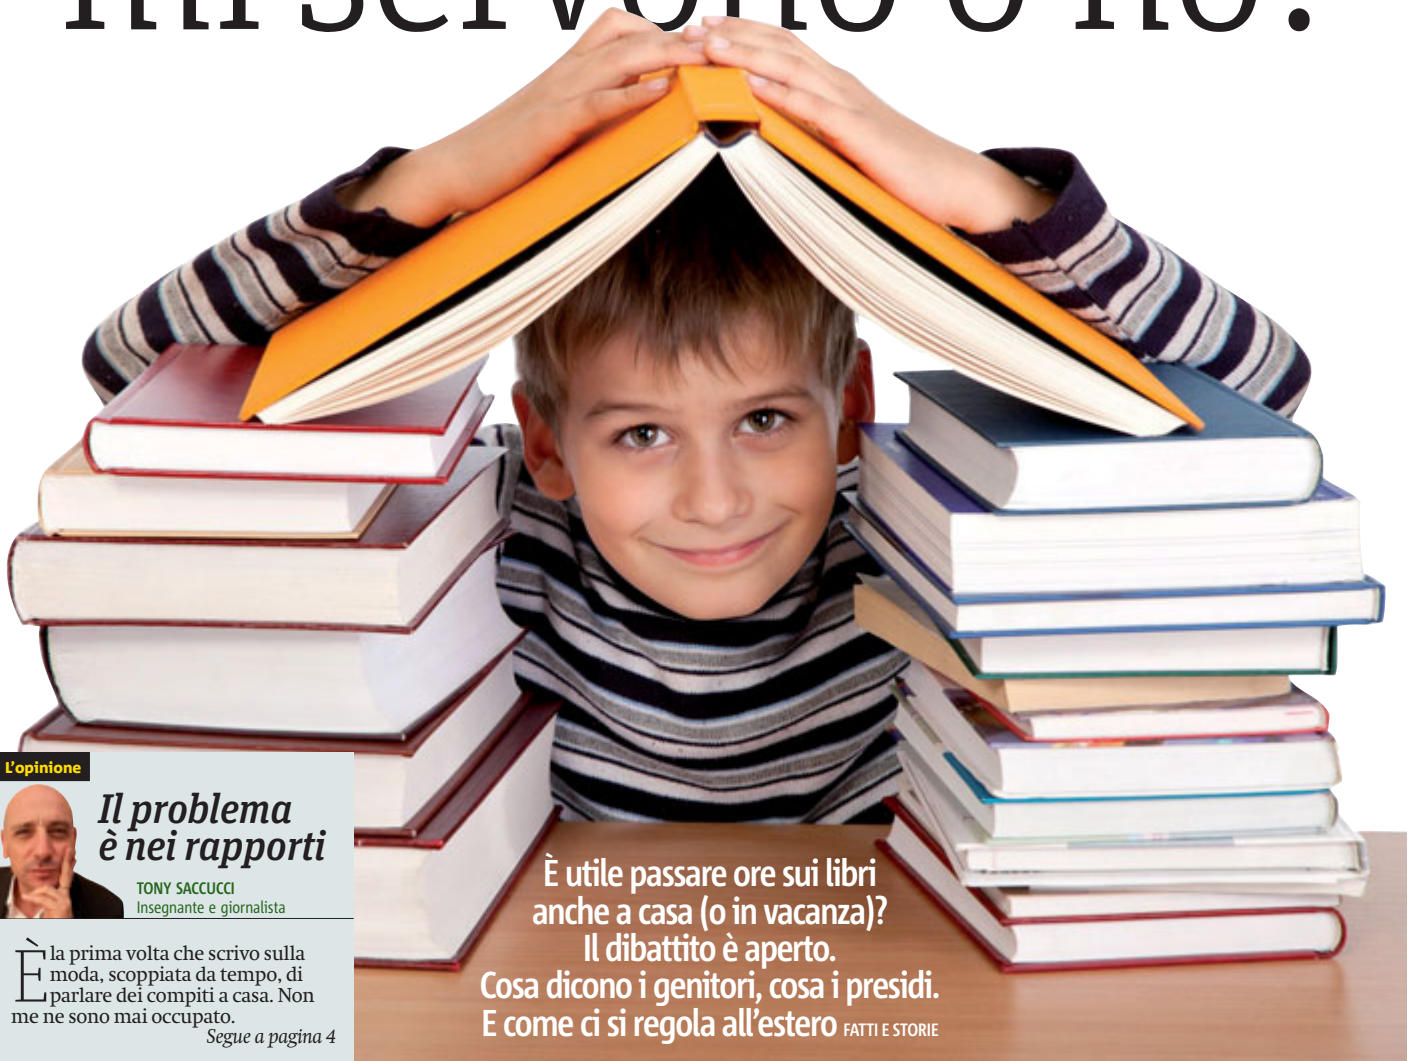 mi servono o no?
L'opinione
Il problema
è nei rapporti
TONY SACCUCCI
Insegnante e giornalista
È la prima volta che scrivo sulla
moda, scoppiata da tempo, di
parlare dei compiti a casa. Non
me ne sono mai occupato.
Segue a pagina 4
È utile passare ore sui libri
anche a casa (o in vacanza)?
Il dibattito è aperto.
Cosa dicono i genitori, cosa i presidi.
E come ci si regola all'estero FATTI E STORIE